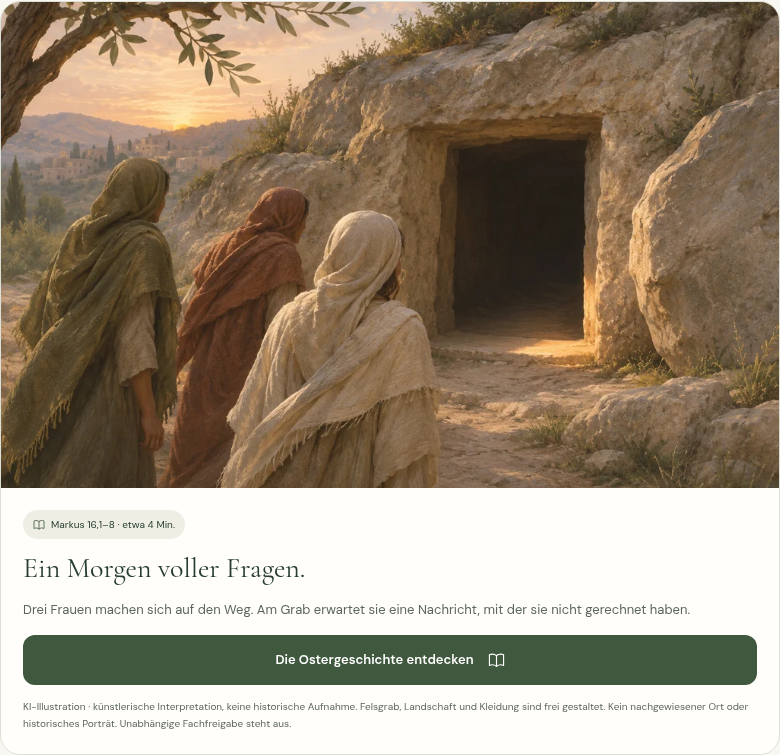 Markus 16,1–8 · etwa 4 Min.
Ein Morgen voller Fragen.
Drei Frauen machen sich auf den Weg. Am Grab erwartet sie eine Nachricht, mit der sie nicht gerechnet haben.
Die Ostergeschichte entdecken
KI-Illustration · künstlerische Interpretation, keine historische Aufnahme. Felsgrab, Landschaft und Kleidung sind frei gestaltet. Kein nachgewiesener Ort oder
historisches Porträt. Unabhängige Fachfreigabe steht aus.